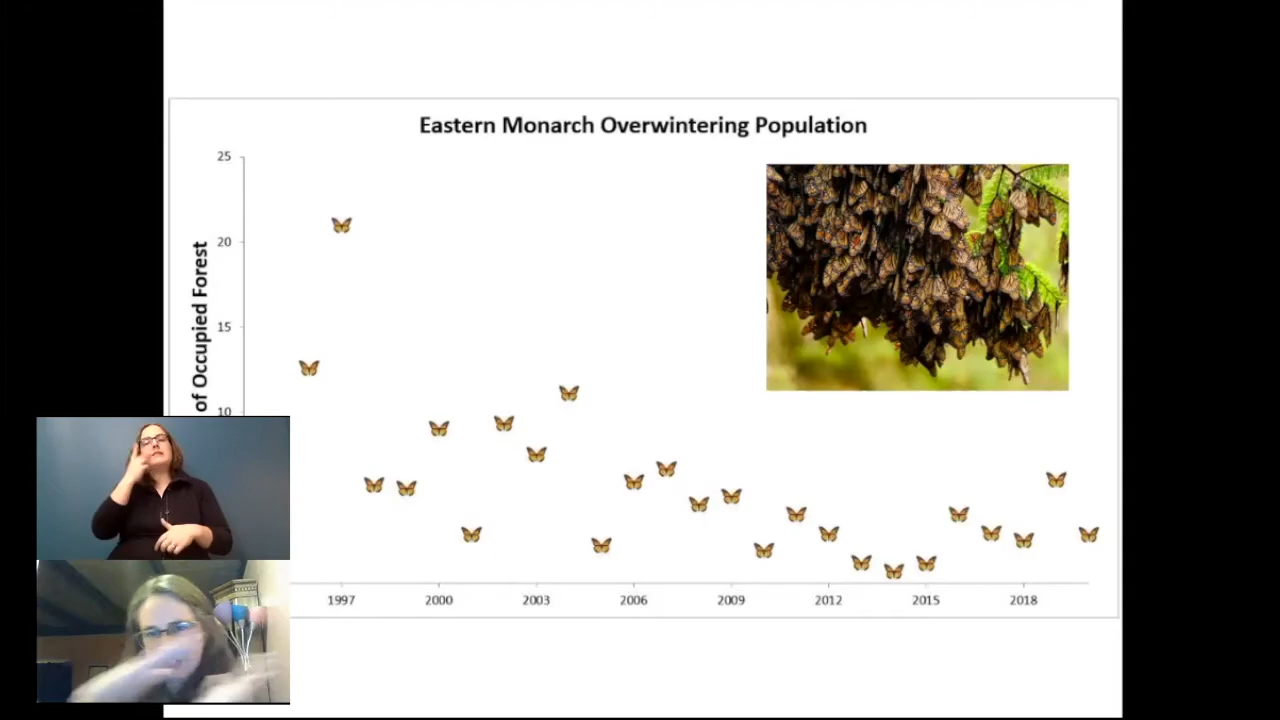 Eastern Monarch Overwintering Population
25
20
15
10
of Occupied Forest
1997 2000 2003 2006 2009 2012 2015 2018